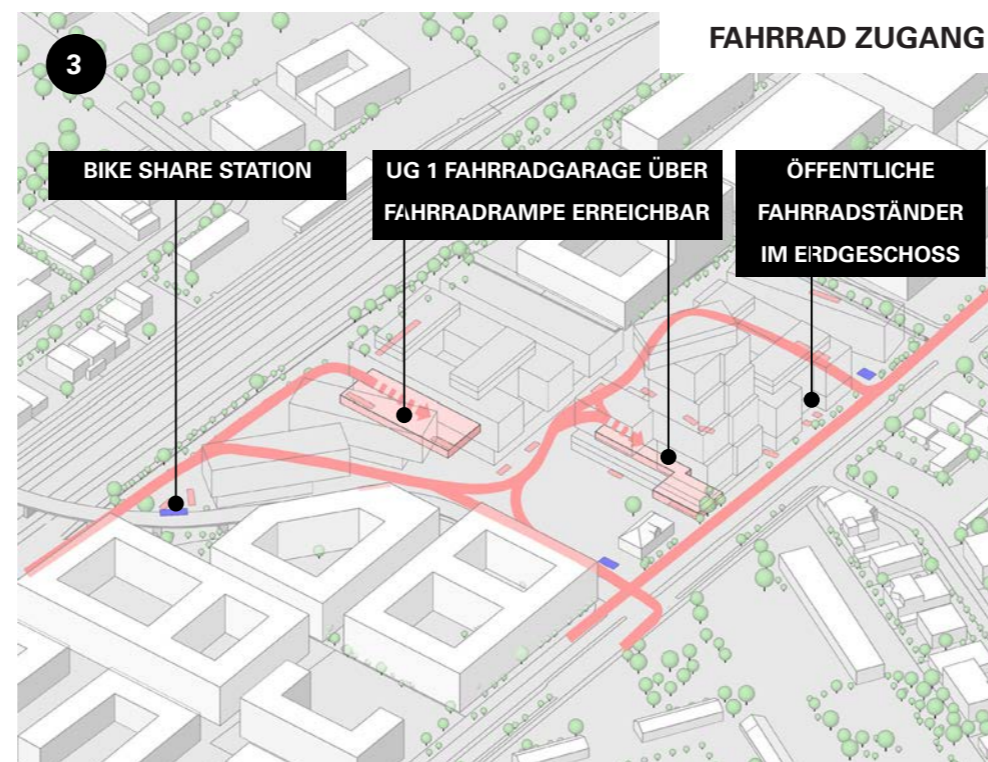 FAHRRAD ZUGANG
3
BIKE SHARE STATION
UG 1 FAHRRADGARAGE ÜBER
FAHRRADRAMPE ERREICHBAR
ÖFFENTLICHE
FAHRRADSTÄNDER
IM ERDGESCHOSS